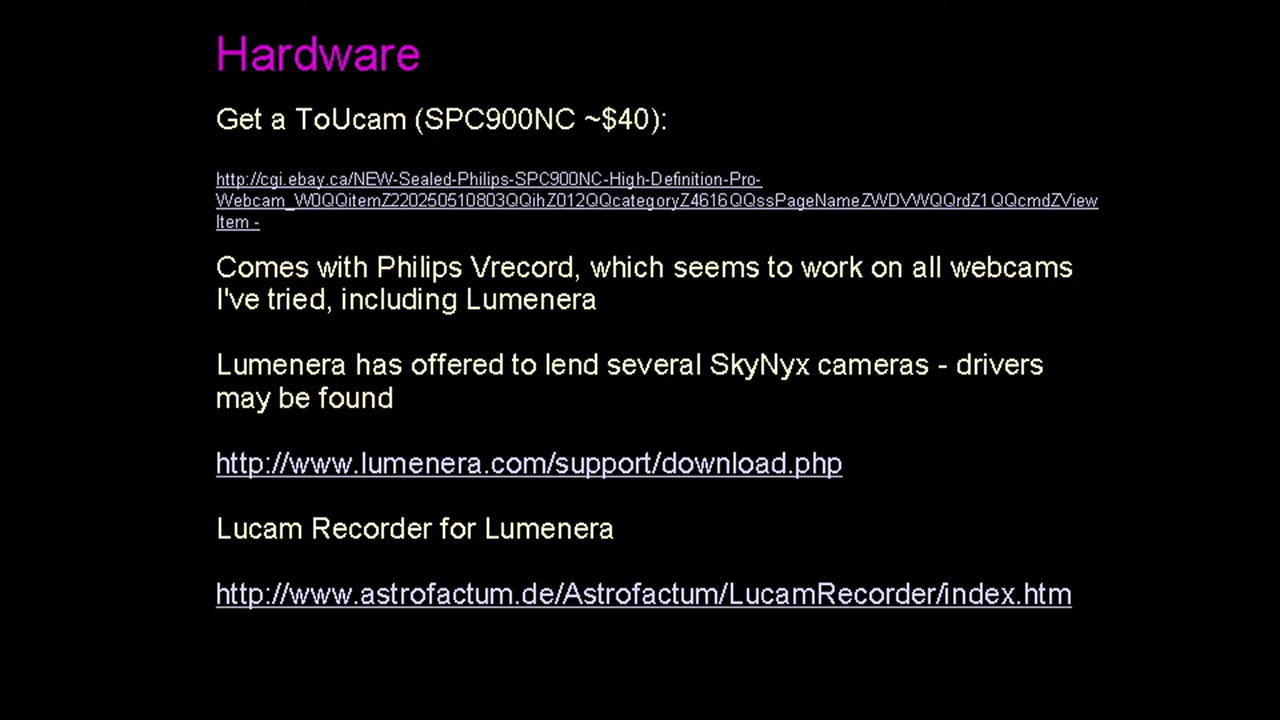 Hardware
Get a ToUcam (SPC900NC ~$40):
http://cgi.ebay.ca/NEW-Sealed-Philips-SPC900NC-High-Definition-Pro-
Webcam_W0QQitemZ220250510803QQihZ012QQcategoryZ4616QQssPageNameZWDVWQQrdZ1QQcmdZView
Item -
Comes with Philips Vrecord, which seems to work on all webcams
I've tried, including Lumenera
Lumenera has offered to lend several SkyNyx cameras - drivers
may be found
http://www.lumenera.com/support/download.php
Lucam Recorder for Lumenera
http://www.astrofactum.de/Astrofactum/LucamRecorder/index.htm